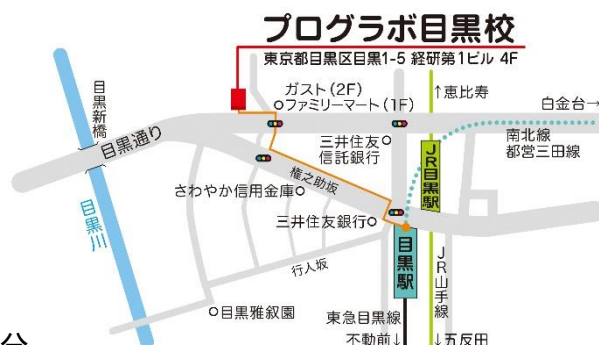 プログラボ目黒校
東京都目黒区目黒1-5 経研第1ビル 4F
ガスト(2F)
ファミリーマート(1F)
↑恵比寿
白金台→
南北線
都営三田線
目黒新橋
目黒通り
三井住友
信託銀行
JR目黒駅
権之助坂
さわやか信用金庫
三井住友銀行
目黒川
行人坂
目黒駅
JR山手線
目黒雅叙園
東急目黒線
不動前↓
↓五反田
分